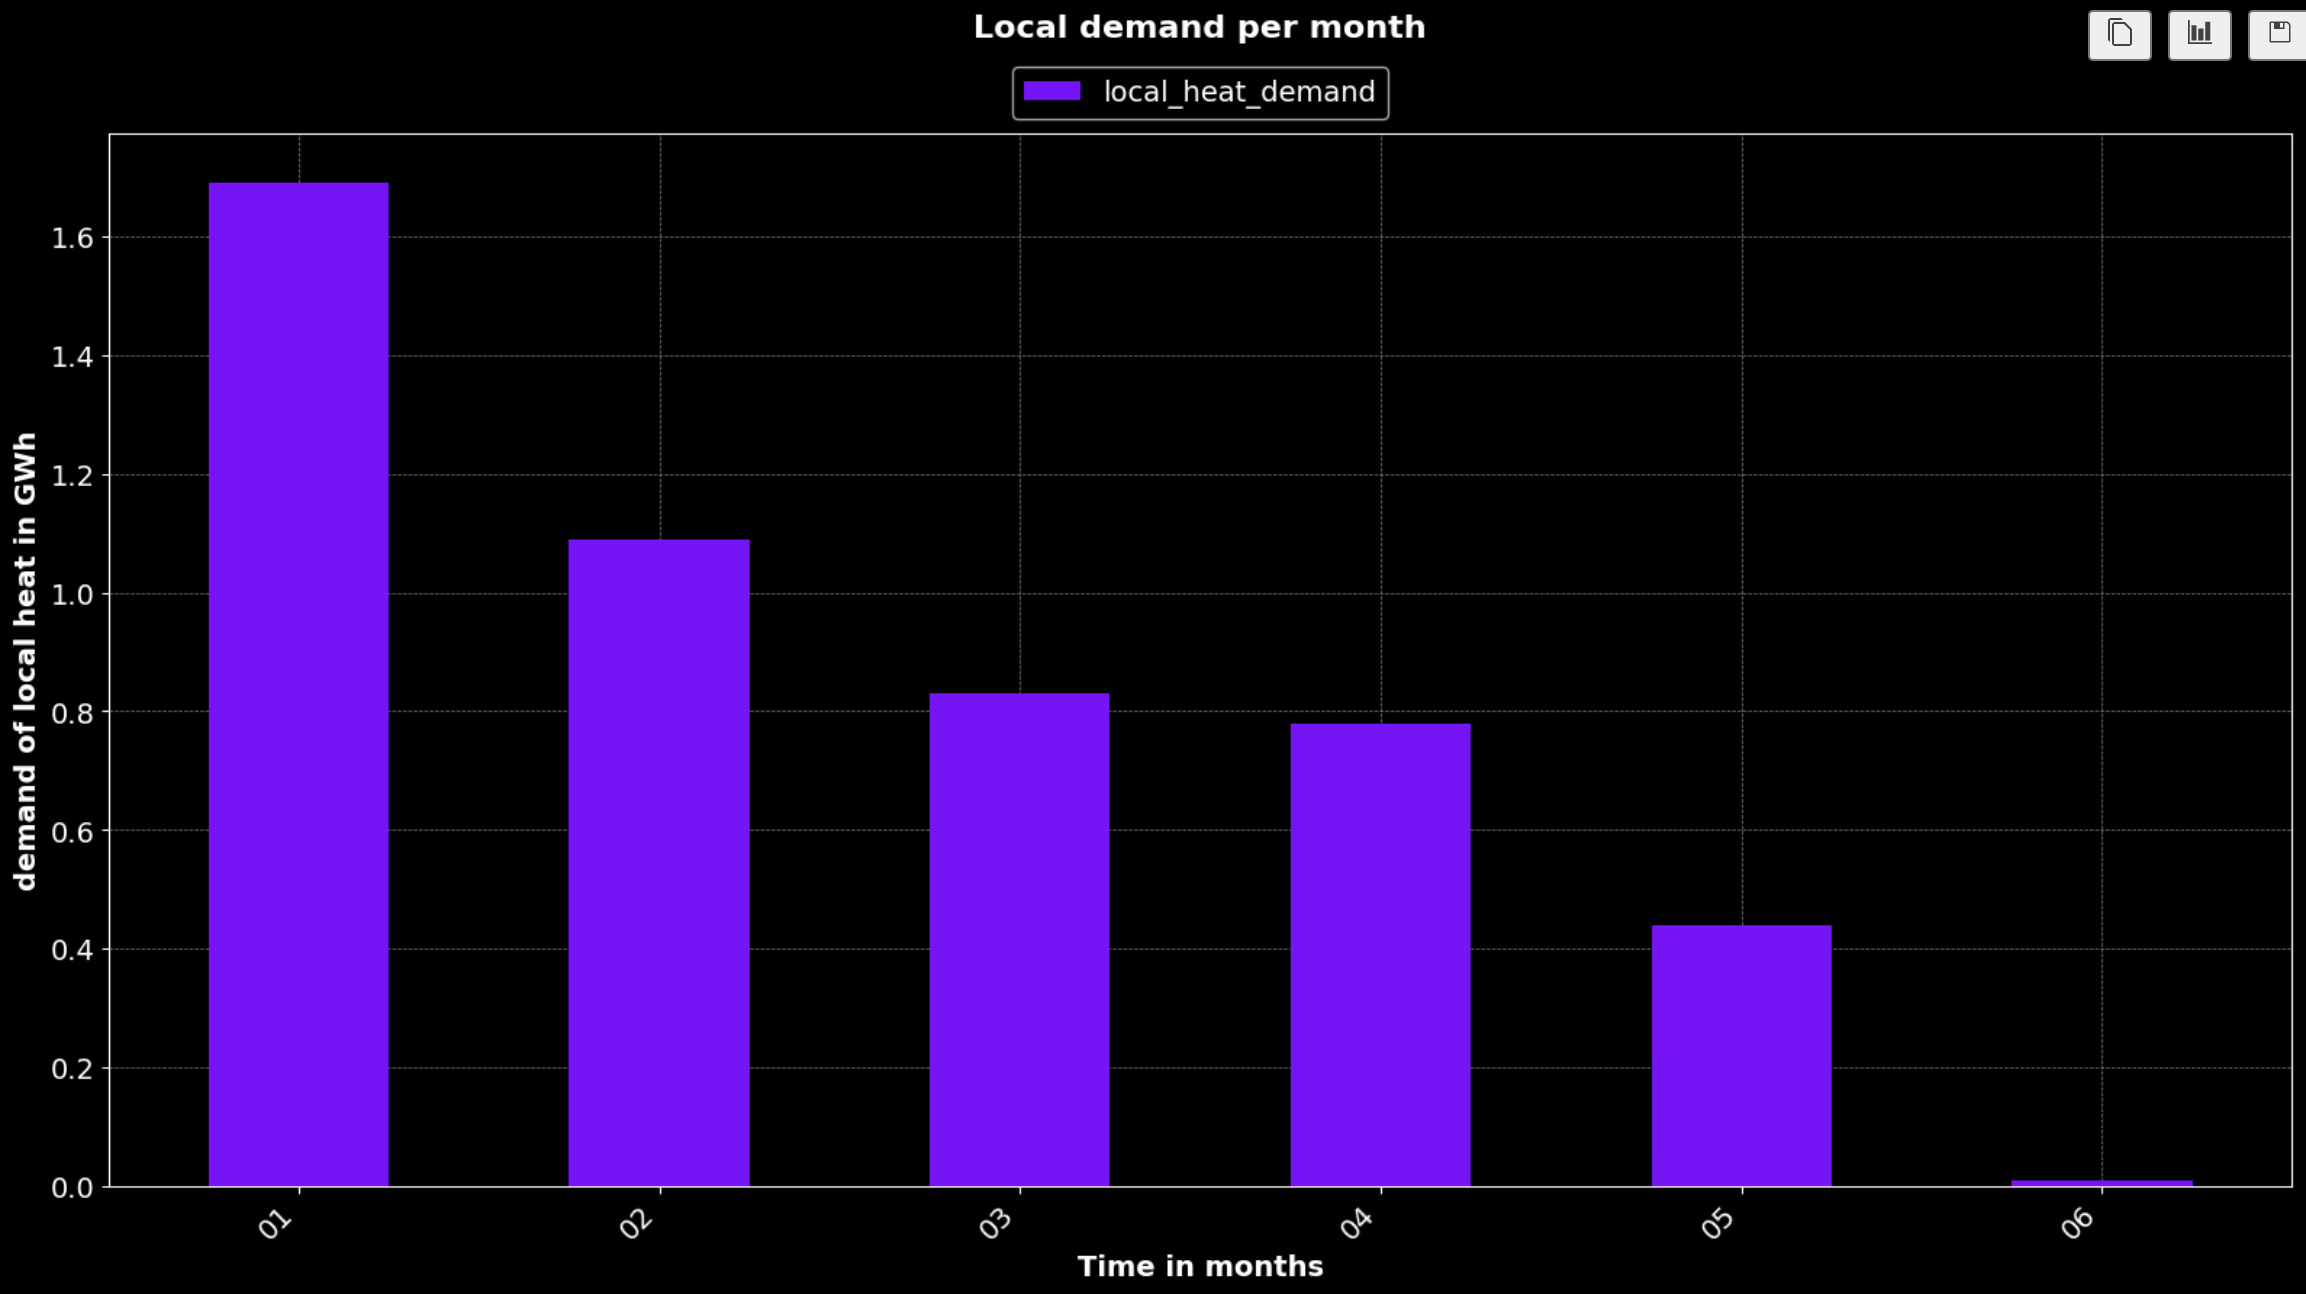 Local demand per month
local_heat_demand
demand of local heat in GWh
1.6
1.4
1.2
1.0
0.8
0.6
0.4
0.2
0.0
01 02 03 04 05 06
Time in months